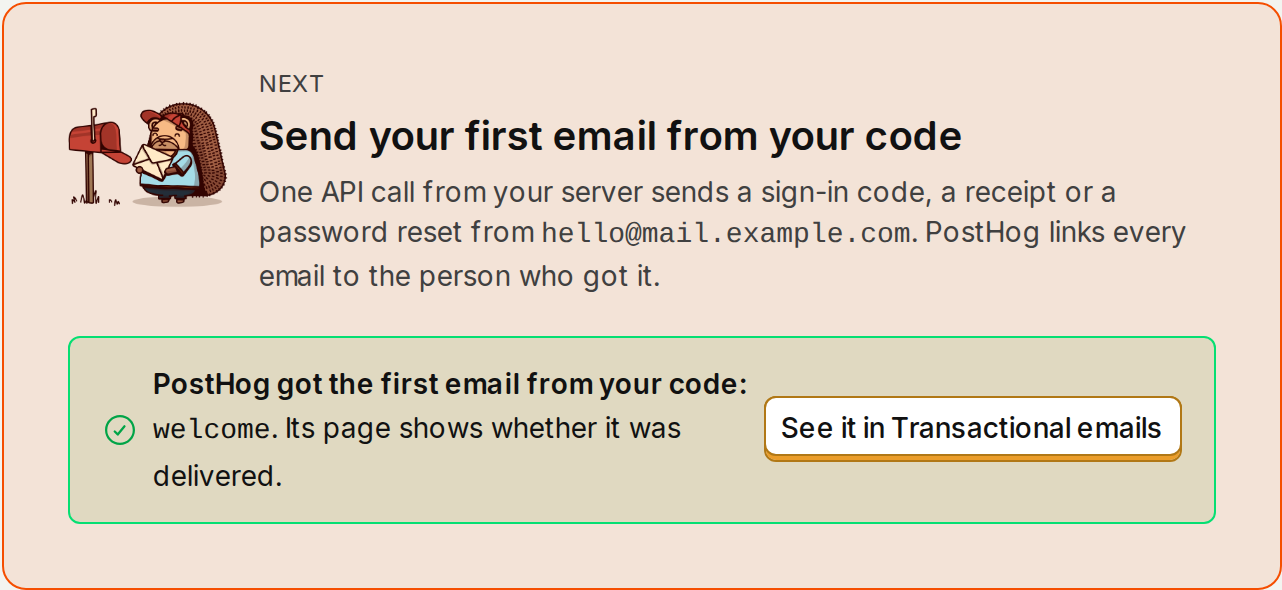 NEXT
Send your first email from your code
One API call from your server sends a sign-in code, a receipt or a
password reset from hello@mail.example.com. PostHog links every
email to the person who got it.
PostHog got the first email from your code:
welcome. Its page shows whether it was
delivered.
See it in Transactional emails